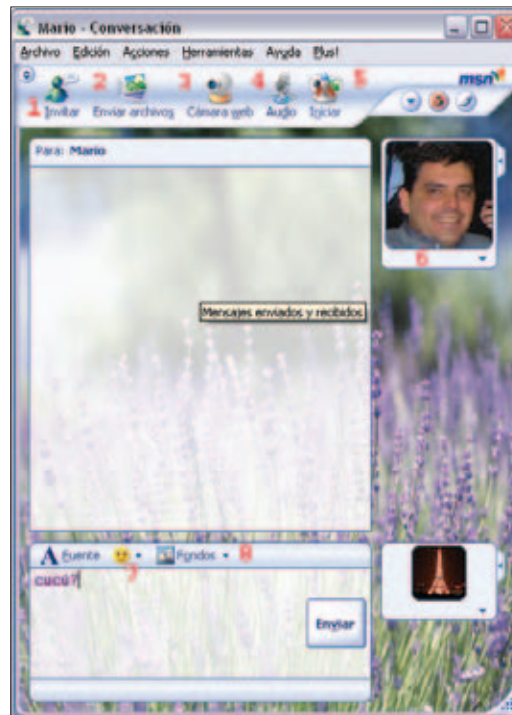 Mario - Conversación
Archivo Edición Acciones Herramientas Ayuda Plus!
msn
1 2 3 4 5
Invitar Enviar archivos Cámara web Audio Iniciar
Para: Mario
6
Mensajes enviados y recibidos
A Fuente Fondos 8
7
cucú?
Enviar